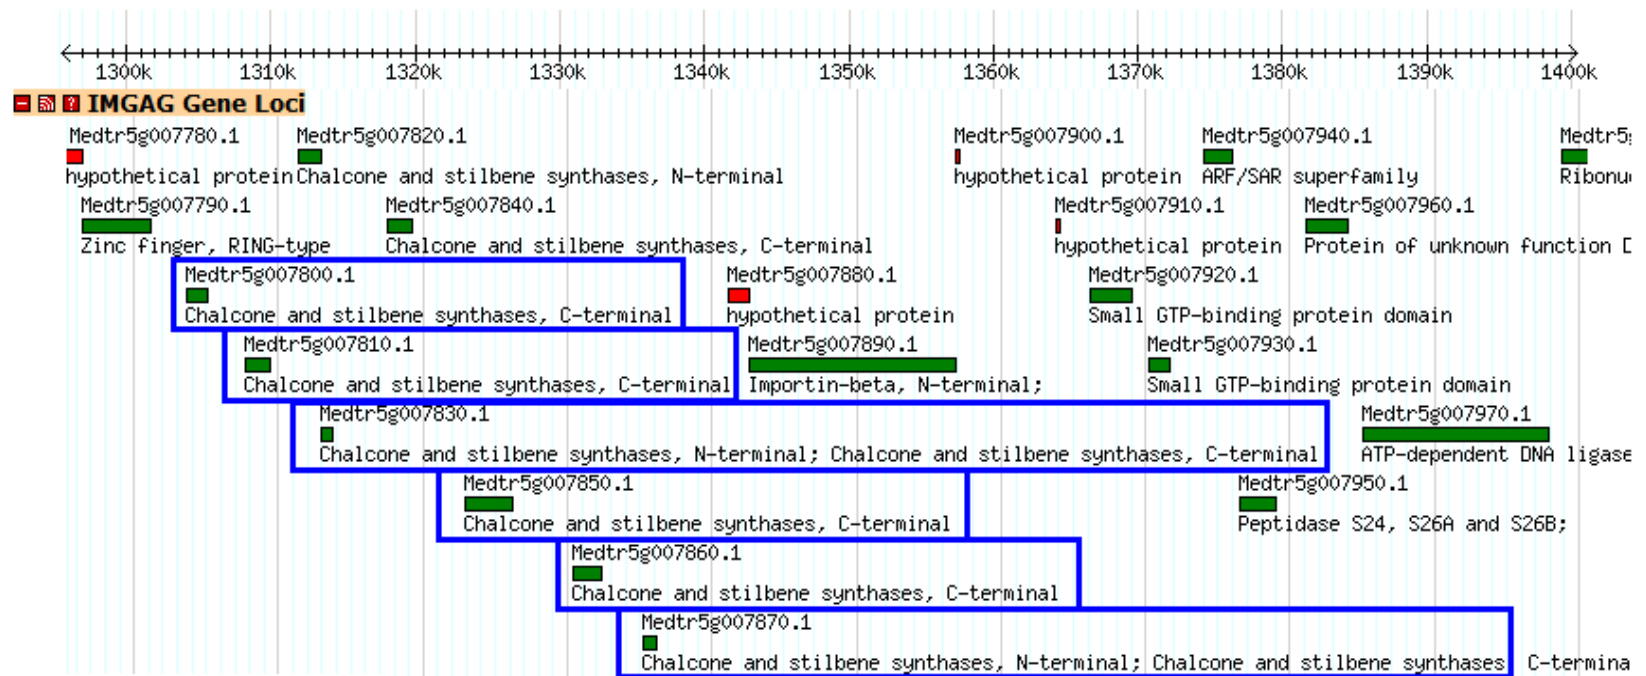 1300k 1310k 1320k 1330k 1340k 1350k 1360k 1370k 1380k 1390k 1400k
? IMGAG Gene Loci
Medtr5g007780.1 Medtr5g007820.1 Medtr5g007900.1 Medtr5g007940.1 Medtr5g
hypothetical protein Chalcone and stilbene synthases, N-terminal hypothetical protein ARF/SAR superfamily Ribonu
Medtr5g007790.1 Medtr5g007840.1 Medtr5g007910.1 Medtr5g007960.1
Zinc finger, RING-type Chalcone and stilbene synthases, C-terminal hypothetical protein Protein of unknown function D
Medtr5g007800.1 Medtr5g007880.1 Medtr5g007920.1
Chalcone and stilbene synthases, C-terminal hypothetical protein Small GTP-binding protein domain
Medtr5g007810.1 Medtr5g007890.1 Medtr5g007930.1
Chalcone and stilbene synthases, C-terminal Importin-beta, N-terminal; Small GTP-binding protein domain
Medtr5g007830.1 Medtr5g007970.1
Chalcone and stilbene synthases, N-terminal; Chalcone and stilbene synthases, C-terminal ATP-dependent DNA ligase
Medtr5g007850.1 Medtr5g007950.1
Chalcone and stilbene synthases, C-terminal Peptidase S24, S26A and S26B;
Medtr5g007860.1
Chalcone and stilbene synthases, C-terminal
Medtr5g007870.1
Chalcone and stilbene synthases, N-terminal; Chalcone and stilbene synthases C-termina